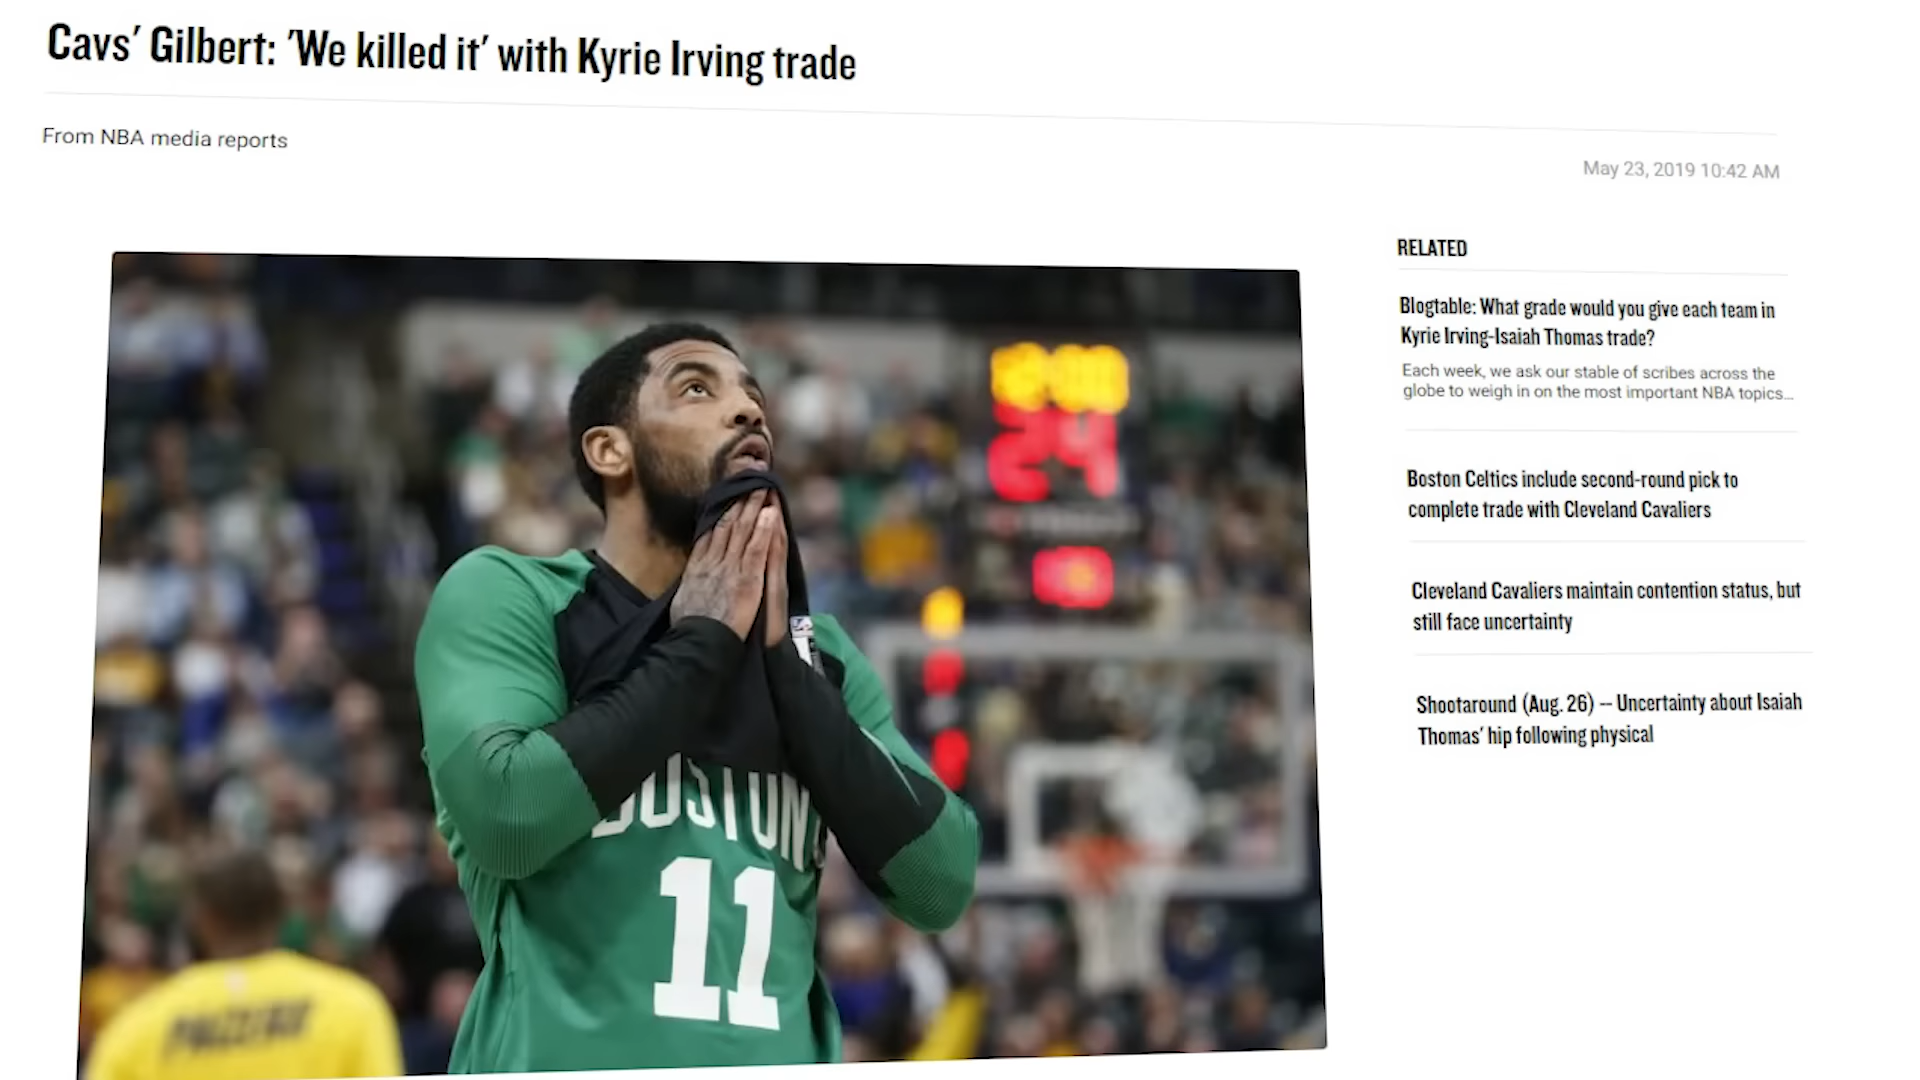 Cavs' Gilbert: 'We killed it' with Kyrie Irving trade
From NBA media reports
May 23, 2019 10:42 AM
RELATED
Blogtable: What grade would you give each team in
Kyrie Irving-Isaiah Thomas trade?
Each week, we ask our stable of scribes across the
globe to weigh in on the most important NBA topics...
Boston Celtics include second-round pick to
complete trade with Cleveland Cavaliers
Cleveland Cavaliers maintain contention status, but
still face uncertainty
Shootaround (Aug. 26) -- Uncertainty about Isaiah
Thomas' hip following physical
24
BOSTON
11